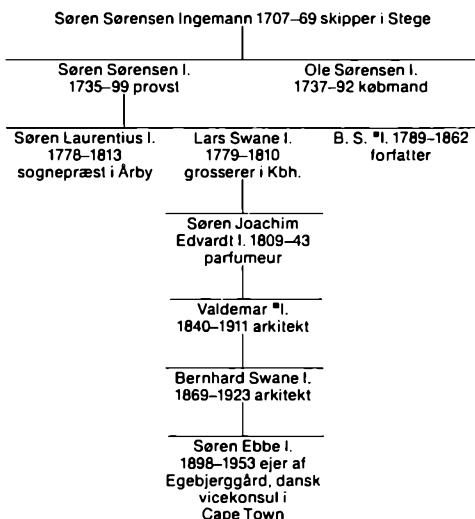 Søren Sørensen Ingemann 1707–69 skipper i Stege
Søren Sørensen I.
1735–99 provst
Ole Sørensen I.
1737–92 købmand
Søren Laurentius I.
1778–1813
sognepræst i Årby
Lars Swane I.
1779–1810
grosserer i Kbh.
B. S. ■I. 1789–1862
forfatter
Søren Joachim
Edvardt I. 1809–43
parfumeur
Valdemar ■I.
1840–1911 arkitekt
Bernhard Swane I.
1869–1923 arkitekt
Søren Ebbe I.
1898–1953 ejer af
Egebjerggård, dansk
vicekonsul i
Cape Town